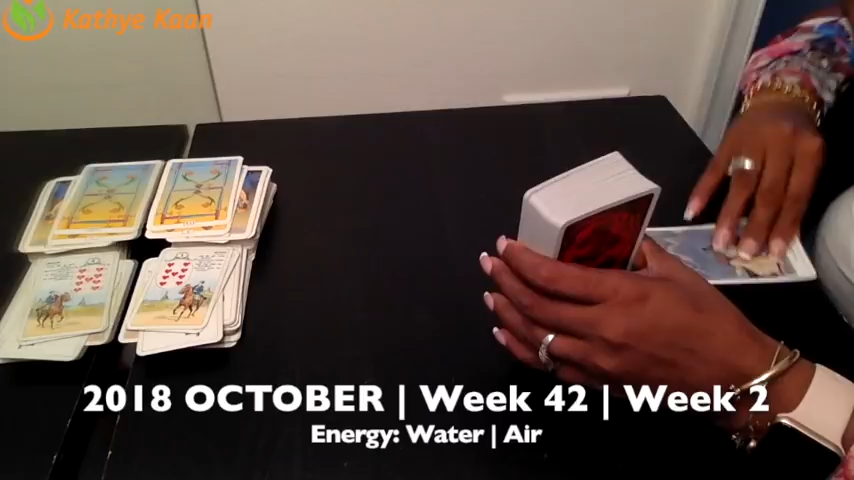 Kathye Kaan
2018 OCTOBER | Week 42 | Week 2
Energy: Water | Air